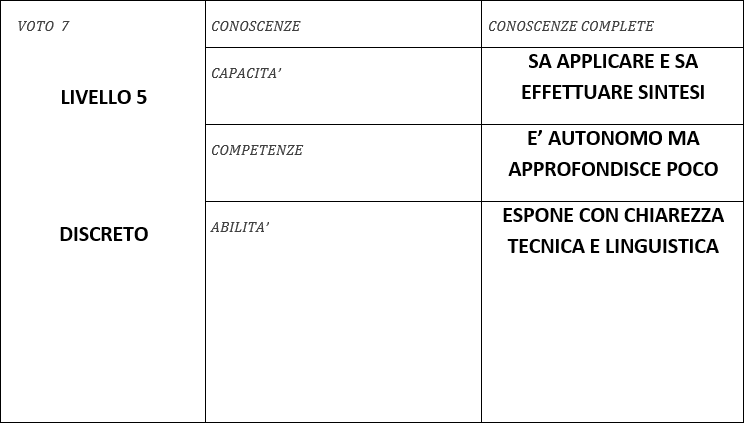 VOTO  7
LIVELLO 5
DISCRETO
CONOSCENZE
CONOSCENZE COMPLETE
CAPACITA’
SA APPLICARE E SA
EFFETTUARE SINTESI
COMPETENZE
E’ AUTONOMO MA
APPROFONDISCE POCO
ABILITA’
ESPONE CON CHIAREZZA
TECNICA E LINGUISTICA